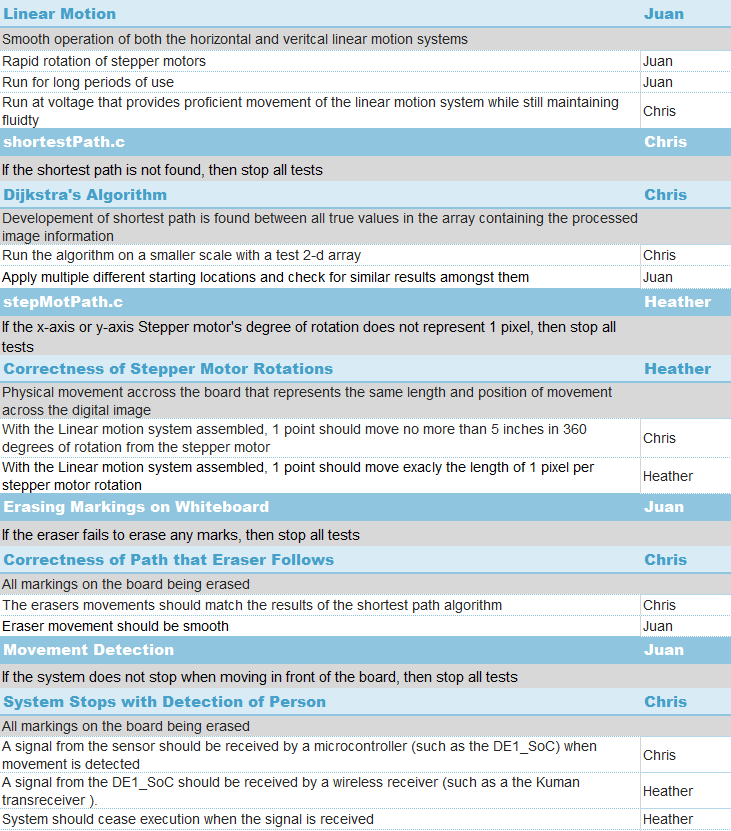 Linear Motion Juan
Smooth operation of both the horizontal and veritcal linear motion systems
Rapid rotation of stepper motors Juan
Run for long periods of use Juan
Run at voltage that provides proficient movement of the linear motion system while still maintaining
fluidty Chris
shortestPath.c Chris
If the shortest path is not found, then stop all tests
Dijkstra's Algorithm Chris
Developement of shortest path is found between all true values in the array containing the processed
image information
Run the algorithm on a smaller scale with a test 2-d array Chris
Apply multiple different starting locations and check for similar results amongst them Juan
stepMotPath.c Heather
If the x-axis or y-axis Stepper motor's degree of rotation does not represent 1 pixel, then stop all
tests
Correctness of Stepper Motor Rotations Heather
Physical movement accross the board that represents the same length and position of movement
across the digital image
With the Linear motion system assembled, 1 point should move no more than 5 inches in 360
degrees of rotation from the stepper motor Chris
With the Linear motion system assembled, 1 point should move exacly the length of 1 pixel per
stepper motor rotation Heather
Erasing Markings on Whiteboard Juan
If the eraser fails to erase any marks, then stop all tests
Correctness of Path that Eraser Follows Chris
All markings on the board being erased
The erasers movements should match the results of the shortest path algorithm Chris
Eraser movement should be smooth Juan
Movement Detection Juan
If the system does not stop when moving in front of the board, then stop all tests
System Stops with Detection of Person Chris
All markings on the board being erased
A signal from the sensor should be received by a microcontroller (such as the DE1_SoC) when
movement is detected Chris
A signal from the DE1_SoC should be received by a wireless receiver (such as a the Kuman
transreceiver ). Heather
System should cease execution when the signal is received Heather